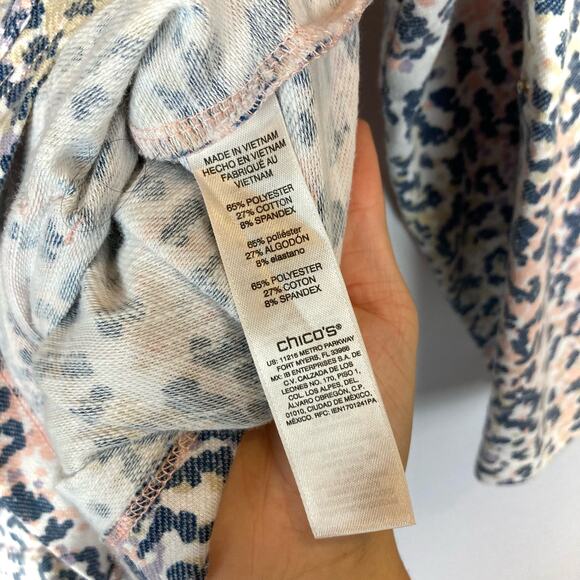 MADE IN VIETNAM
HECHO EN VIETNAM
FABRIQUÉ AU
VIETNAM
65% POLYESTER
27% COTTON
8% SPANDEX
65% poliéster
27% ALGODÓN
8% elastano
65% POLYESTER
27% COTON
8% SPANDEX
chico's®
US: 11215 METRO PARKWAY
FORT MYERS, FL 33966
MX: IB ENTERPRISES S.A. DE
C.V. CALZADA DE LOS
LEONES NO. 170, PISO 1,
COL. LOS ALPES, DEL.
ÁLVARO OBREGÓN, C.P.
01010, CIUDAD DE MÉXICO,
MÉXICO. RFC: IEN1701241PA